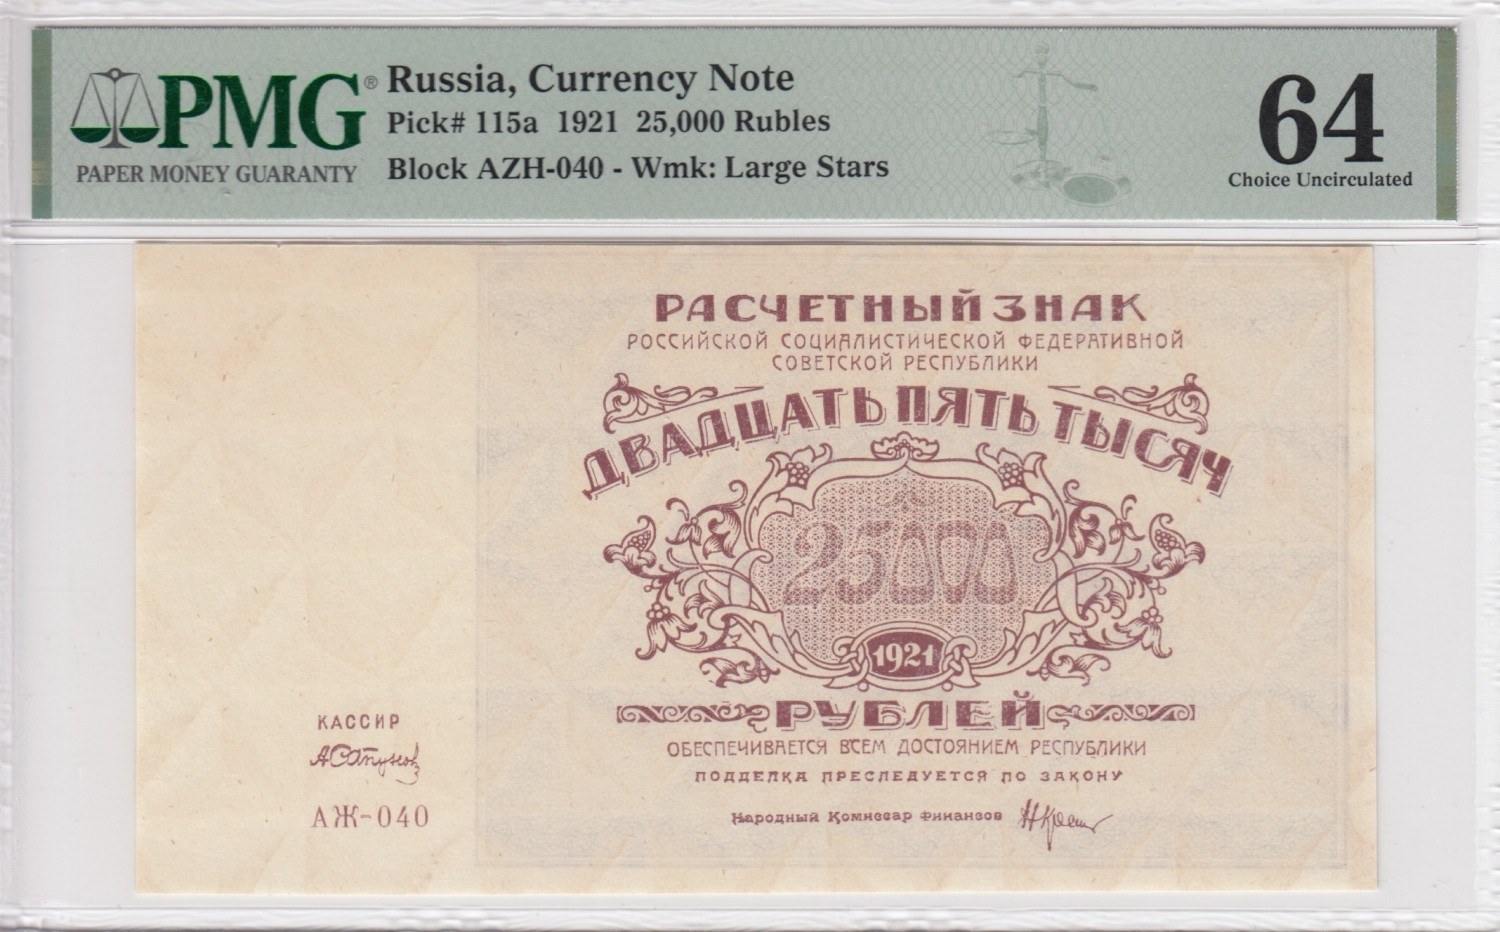 PMG®
PAPER MONEY GUARANTY
Russia, Currency Note
Pick# 115a 1921 25,000 Rubles
Block AZH-040 - Wmk: Large Stars
64
Choice Uncirculated
РАСЧЕТНЫЙ ЗНАК
РОССИЙСКОЙ СОЦИАЛИСТИЧЕСКОЙ ФЕДЕРАТИВНОЙ
СОВЕТСКОЙ РЕСПУБЛИКИ
ДВАДЦАТЬ ПЯТЬ ТЫСЯЧ
25000
1921
РУБЛЕЙ
ОБЕСПЕЧИВАЕТСЯ ВСЕМ ДОСТОЯНИЕМ РЕСПУБЛИКИ
ПОДДЕЛКА ПРЕСЛЕДУЕТСЯ ПО ЗАКОНУ
Народный Комиссар Финансов
КАССИР
АЖ-040